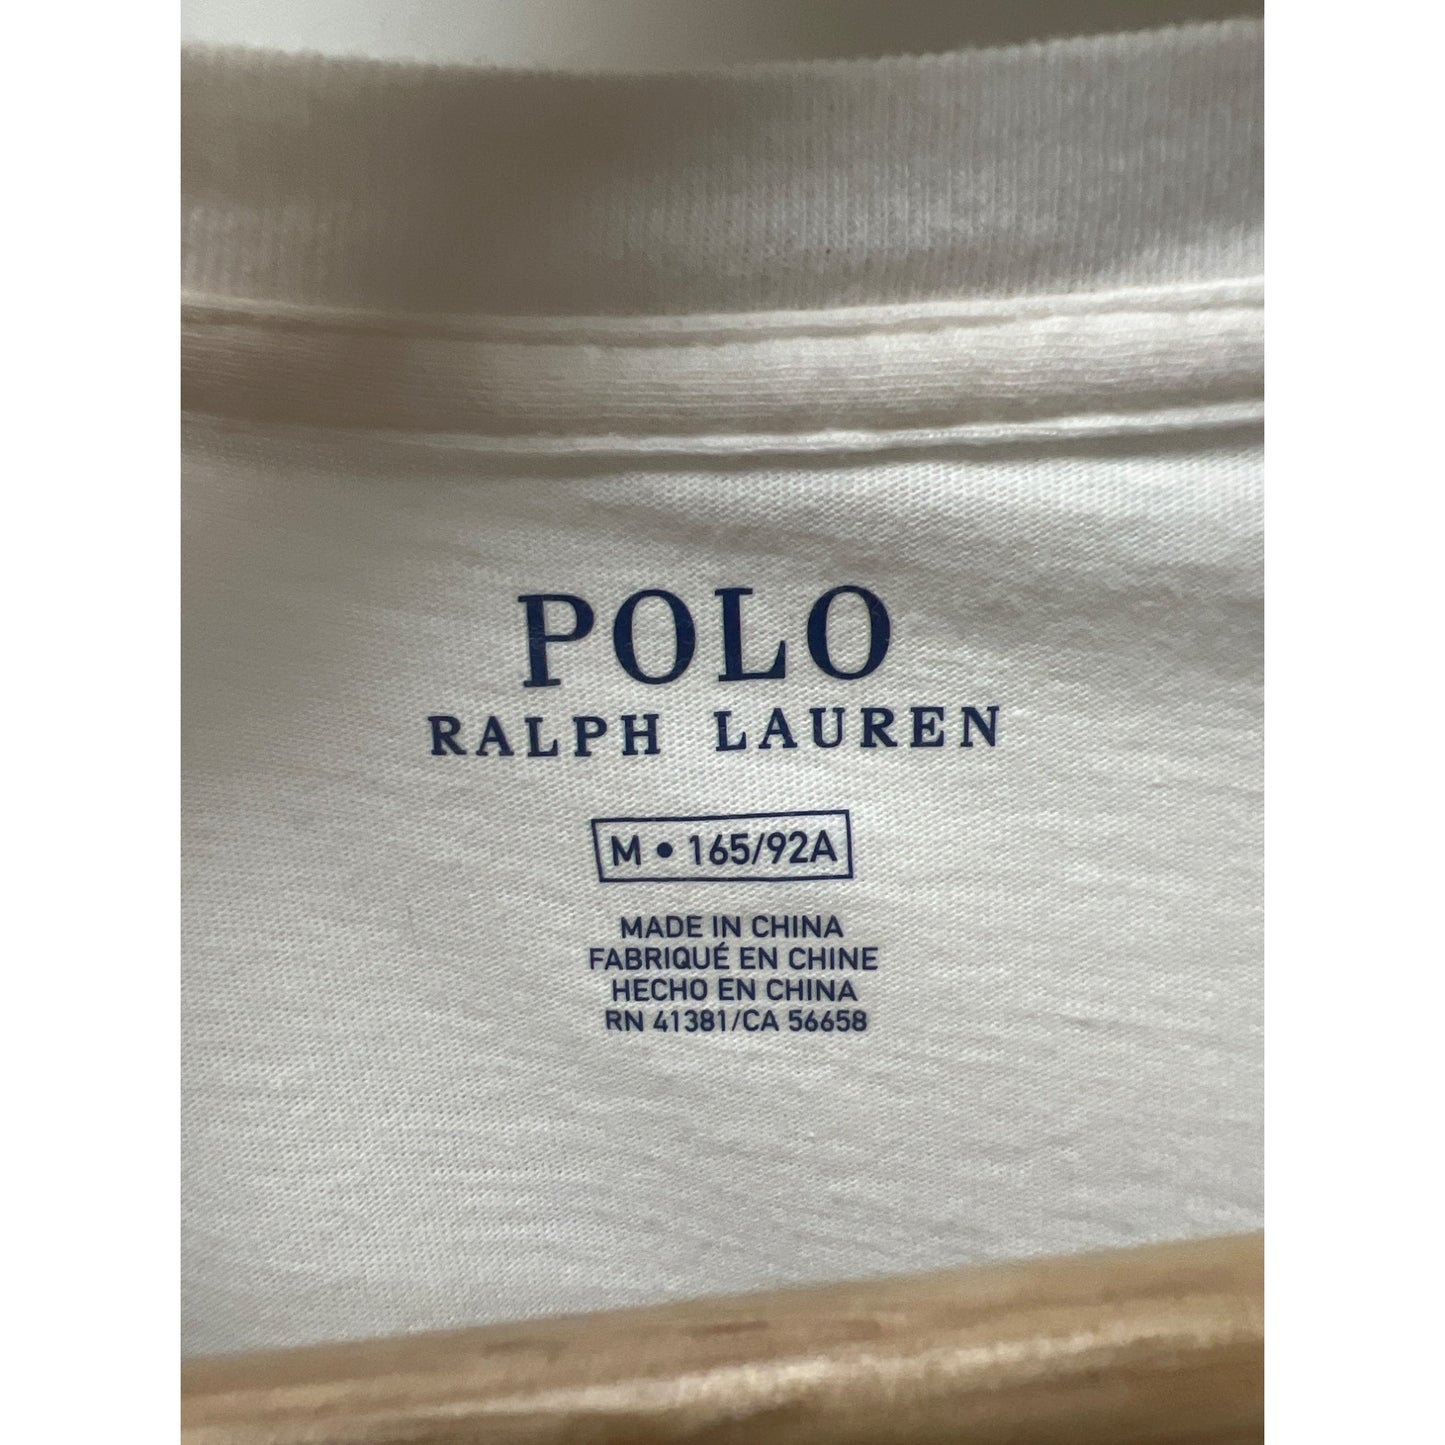 POLO
RALPH LAUREN
M • 165/92A
MADE IN CHINA
FABRIQUÉ EN CHINE
HECHO EN CHINA
RN 41381/CA 56658